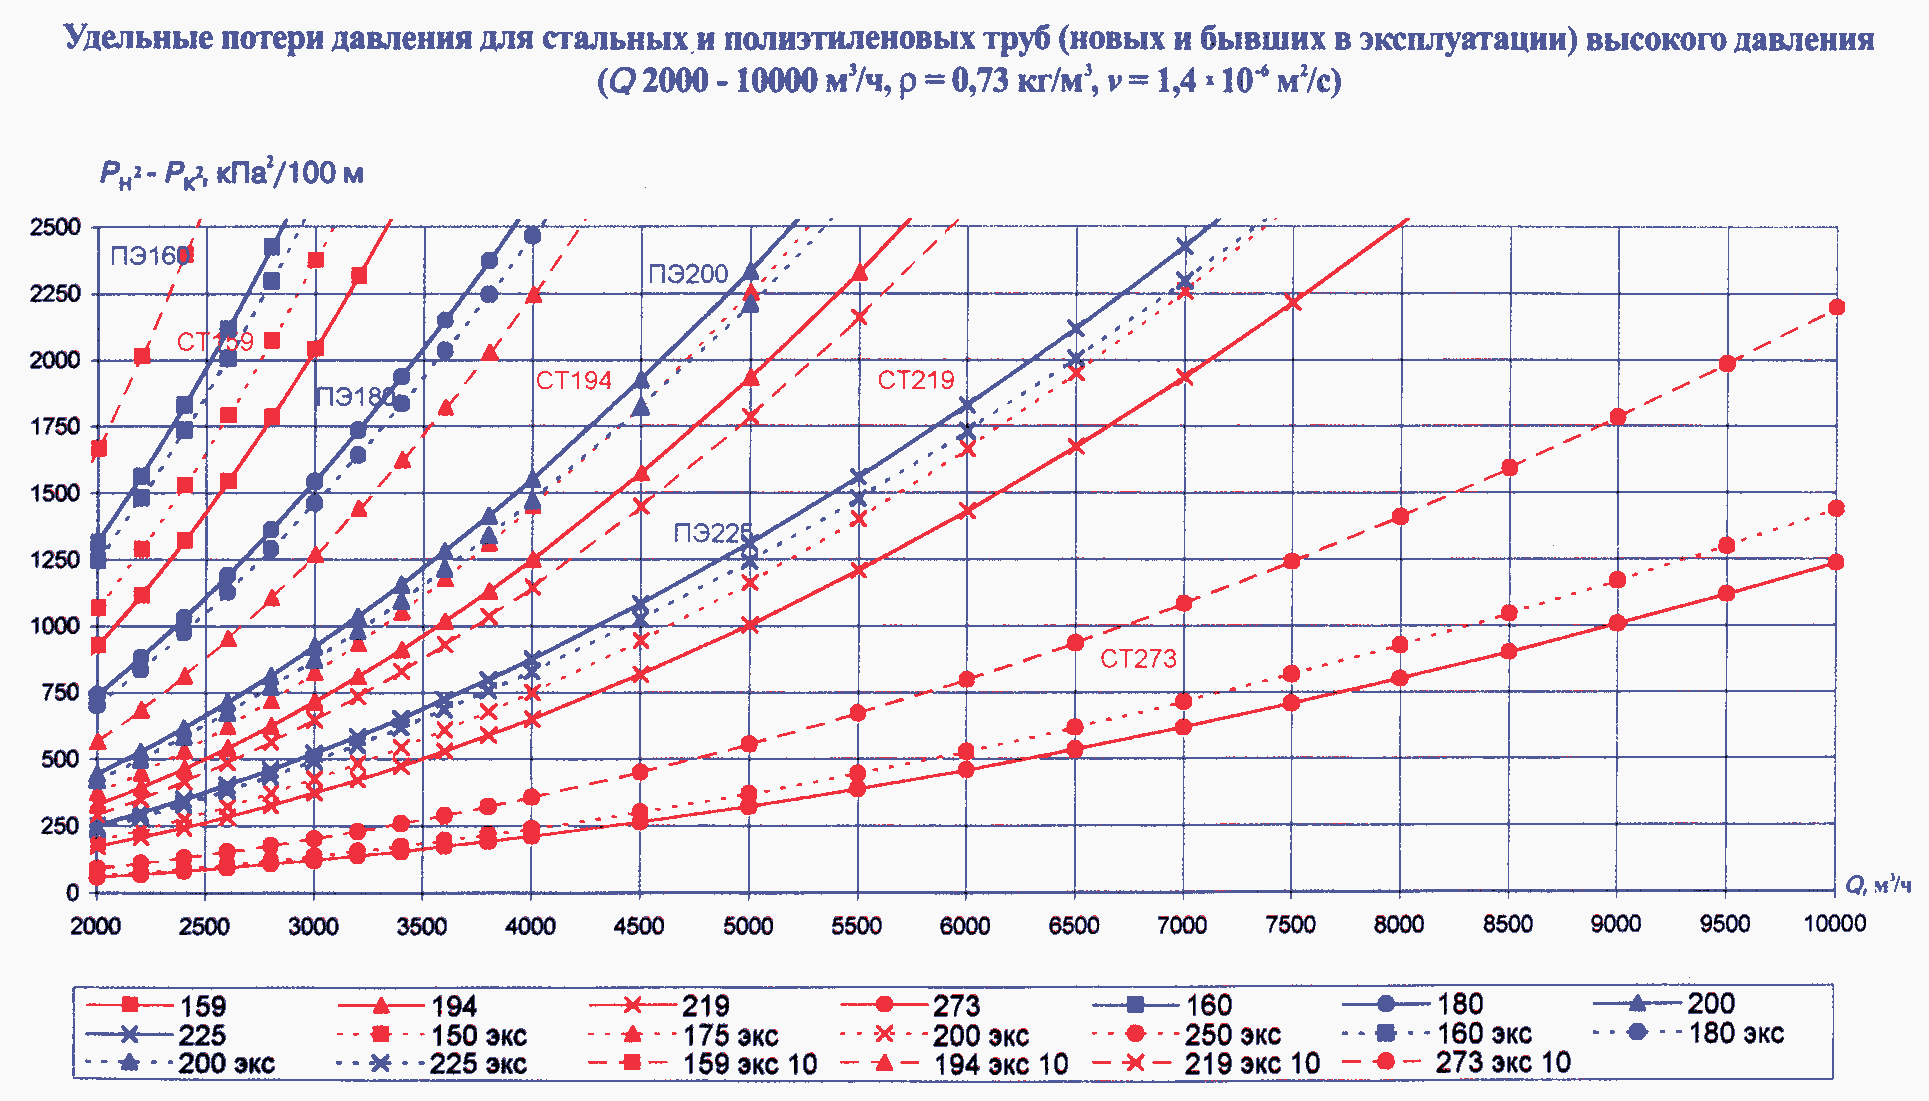 Удельные потери давления для стальных и полиэтиленовых труб (новых и бывших в эксплуатации) высокого давления
(Q 2000 - 10000 м³/ч, ρ = 0,73 кг/м³, ν = 1,4 · 10⁻⁶ м²/с)
Pн² - Pк², кПа²/100 м
2500
2250
2000
1750
1500
1250
1000
750
500
250
0
ПЭ160
СТ159
ПЭ180
СТ194
ПЭ200
СТ219
ПЭ225
СТ273
Q, м³/ч
2000 2500 3000 3500 4000 4500 5000 5500 6000 6500 7000 7500 8000 8500 9000 9500 10000
159 194 219 273 160 180 200
225 150 экс 175 экс 200 экс 250 экс 160 экс 180 экс
200 экс 225 экс 159 экс 10 194 экс 10 219 экс 10 273 экс 10